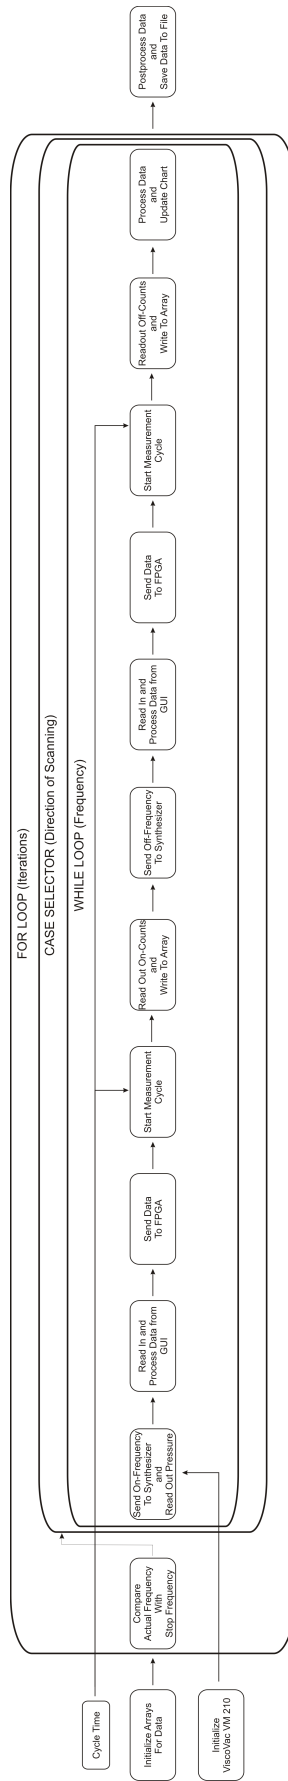 FOR LOOP (Iterations)
CASE SELECTOR (Direction of Scanning)
WHILE LOOP (Frequency)
Cycle Time
Initialize Arrays
For Data
Initialize
ViscoVac VM 210
Compare
Actual Frequency
With
Stop Frequency
Send On-Frequency
To Synthesizer
and
Read Out Pressure
Read In and
Process Data from
GUI
Send Data
To FPGA
Start Measurement
Cycle
Read Out On-Counts
and
Write To Array
Send Off-Frequency
To Synthesizer
Read In and
Process Data from
GUI
Send Data
To FPGA
Start Measurement
Cycle
Readout Off-Counts
and
Write To Array
Process Data
and
Update Chart
Postprocess Data
and
Save Data To File